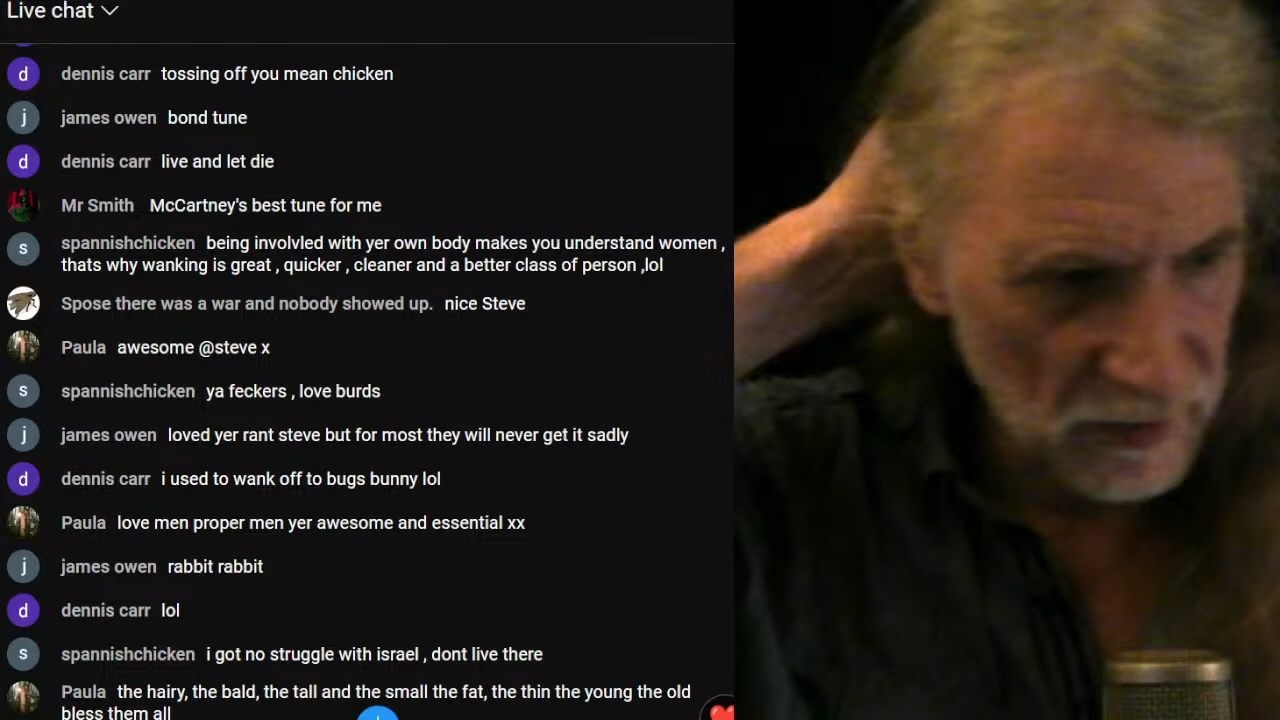 Live chat
d dennis carr tossing off you mean chicken
j james owen bond tune
d dennis carr live and let die
Mr Smith McCartney's best tune for me
s spannishchicken being involvled with yer own body makes you understand women ,
thats why wanking is great , quicker , cleaner and a better class of person ,lol
Spose there was a war and nobody showed up. nice Steve
Paula awesome @steve x
s spannishchicken ya feckers , love burds
j james owen loved yer rant steve but for most they will never get it sadly
d dennis carr i used to wank off to bugs bunny lol
Paula love men proper men yer awesome and essential xx
j james owen rabbit rabbit
d dennis carr lol
s spannishchicken i got no struggle with israel , dont live there
Paula the hairy, the bald, the tall and the small the fat, the thin the young the old
bless them all